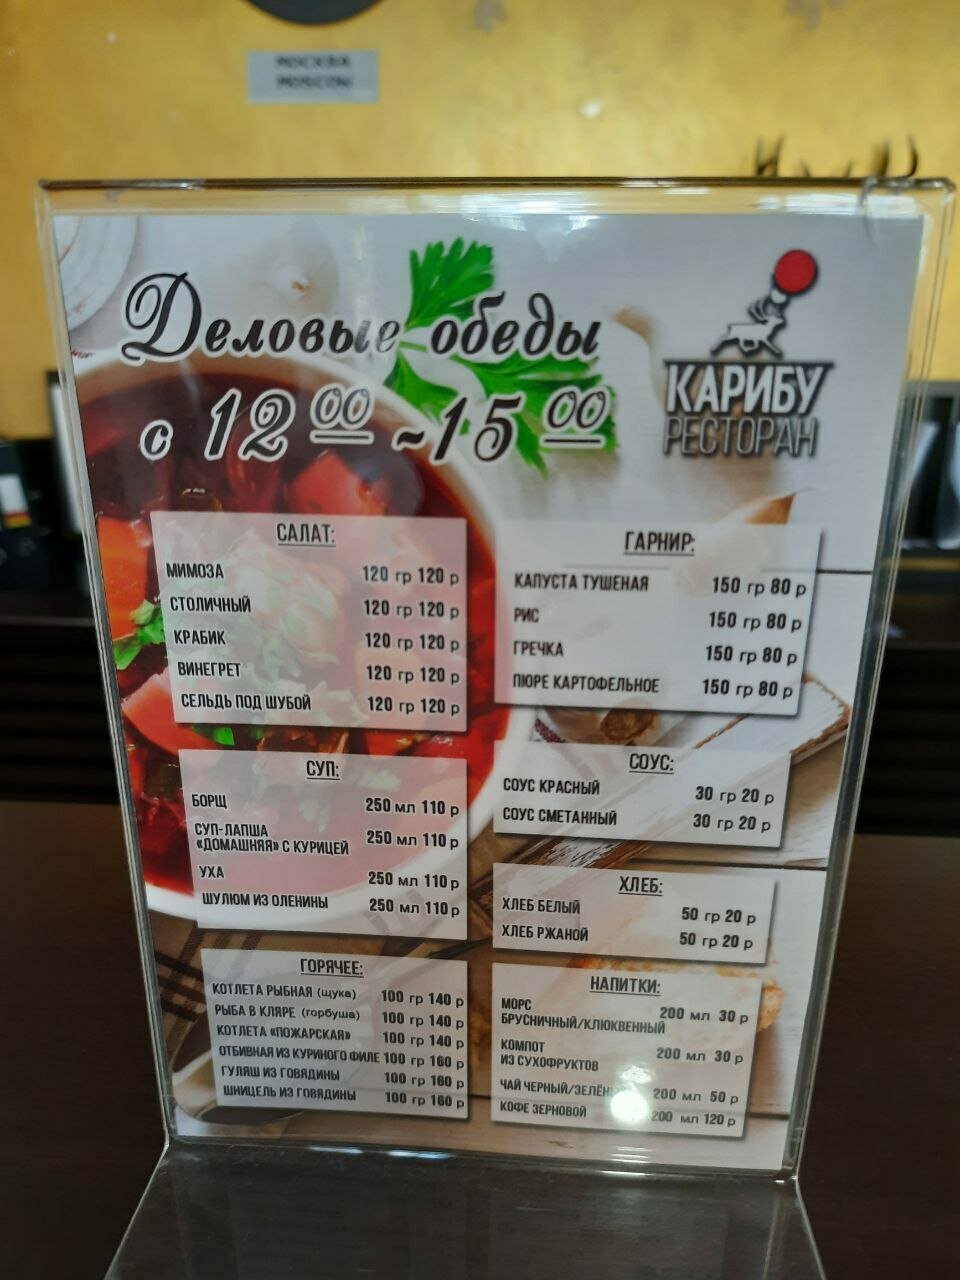 МОСКВА
MOSCOW
Деловые обеды
с 12 00 ~ 15 00
КАРИБУ
РЕСТОРАН
САЛАТ:
МИМОЗА 120 гр 120 р
СТОЛИЧНЫЙ 120 гр 120 р
КРАБИК 120 гр 120 р
ВИНЕГРЕТ 120 гр 120 р
СЕЛЬДЬ ПОД ШУБОЙ 120 гр 120 р
СУП:
БОРЩ 250 мл 110 р
СУП-ЛАПША
«ДОМАШНЯЯ» С КУРИЦЕЙ 250 мл 110 р
УХА 250 мл 110 р
ШУЛЮМ ИЗ ОЛЕНИНЫ 250 мл 110 р
ГОРЯЧЕЕ:
КОТЛЕТА РЫБНАЯ (щука) 100 гр 140 р
РЫБА В КЛЯРЕ (горбуша) 100 гр 140 р
КОТЛЕТА «ПОЖАРСКАЯ» 100 гр 140 р
ОТБИВНАЯ ИЗ КУРИНОГО ФИЛЕ 100 гр 160 р
ГУЛЯШ ИЗ ГОВЯДИНЫ 100 гр 160 р
ШНИЦЕЛЬ ИЗ ГОВЯДИНЫ 100 гр 160 р
ГАРНИР:
КАПУСТА ТУШЕНАЯ 150 гр 80 р
РИС 150 гр 80 р
ГРЕЧКА 150 гр 80 р
ПЮРЕ КАРТОФЕЛЬНОЕ 150 гр 80 р
СОУС:
СОУС КРАСНЫЙ 30 гр 20 р
СОУС СМЕТАННЫЙ 30 гр 20 р
ХЛЕБ:
ХЛЕБ БЕЛЫЙ 50 гр 20 р
ХЛЕБ РЖАНОЙ 50 гр 20 р
НАПИТКИ:
МОРС
БРУСНИЧНЫЙ/КЛЮКВЕННЫЙ 200 мл 30 р
КОМПОТ
ИЗ СУХОФРУКТОВ 200 мл 30 р
ЧАЙ ЧЕРНЫЙ/ЗЕЛЁН 200 мл 50 р
КОФЕ ЗЕРНОВОЙ 200 мл 120 р